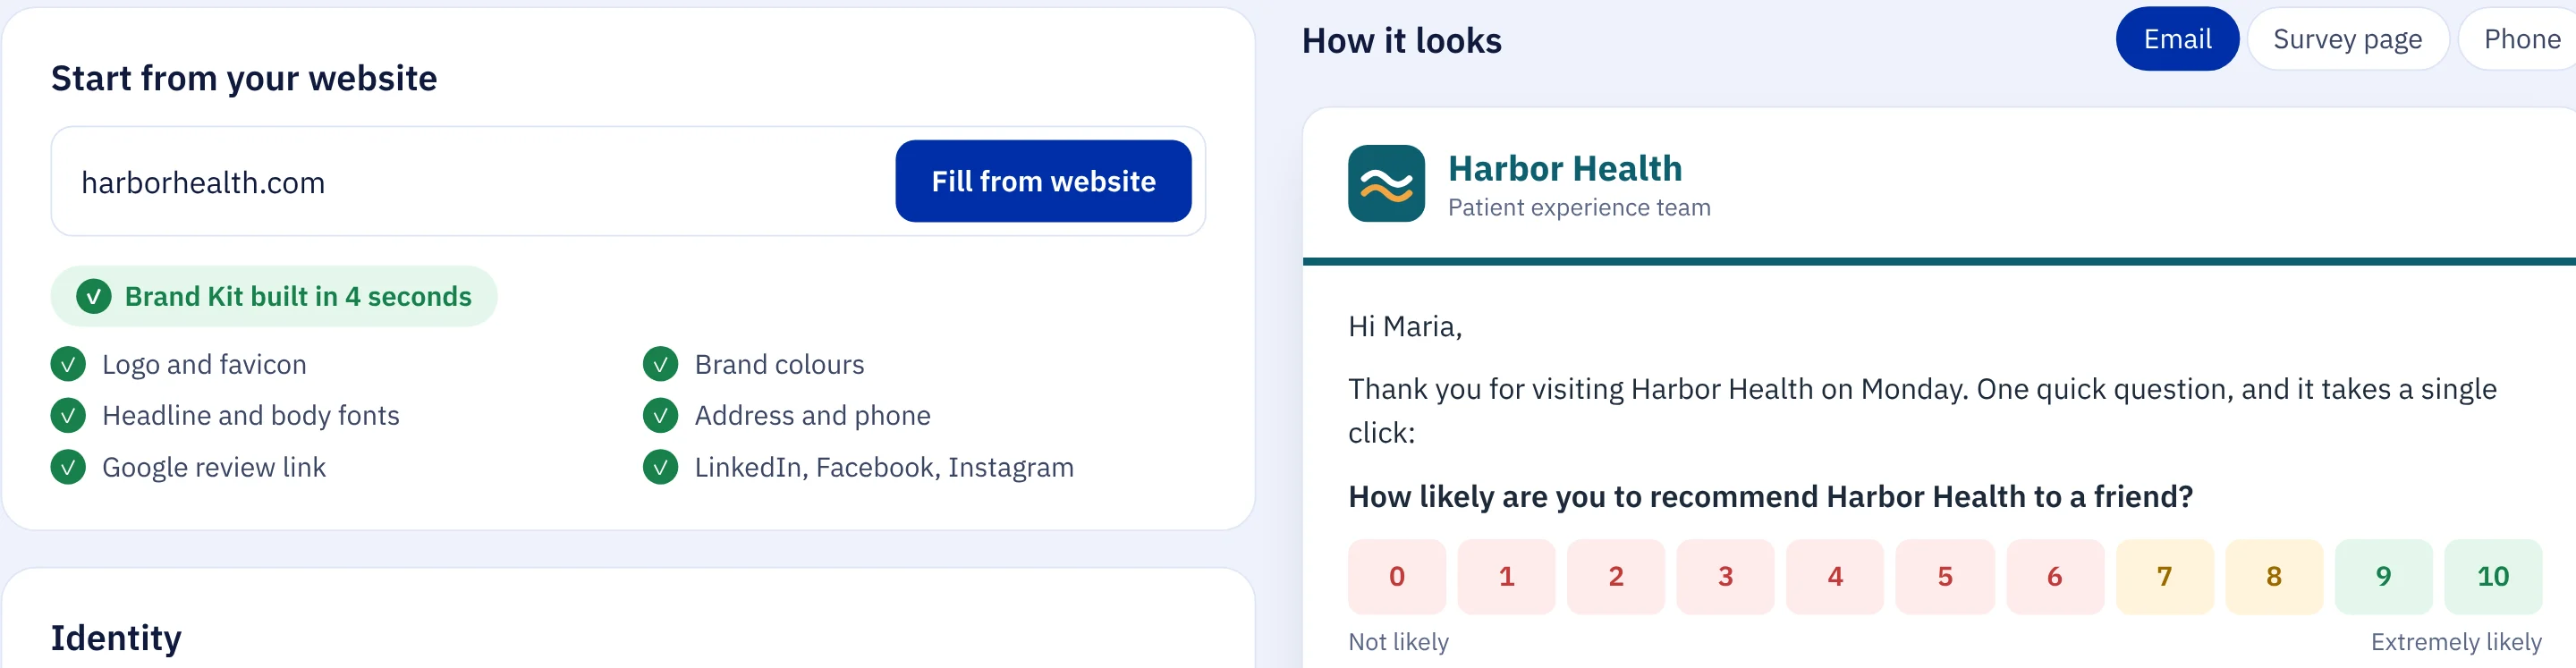 Start from your website
harborhealth.com
Fill from website
Brand Kit built in 4 seconds
Logo and favicon
Brand colours
Headline and body fonts
Address and phone
Google review link
LinkedIn, Facebook, Instagram
Identity
How it looks
Email
Survey page
Phone
Harbor Health
Patient experience team
Hi Maria,
Thank you for visiting Harbor Health on Monday. One quick question, and it takes a single
click:
How likely are you to recommend Harbor Health to a friend?
0 1 2 3 4 5 6 7 8 9 10
Not likely
Extremely likely